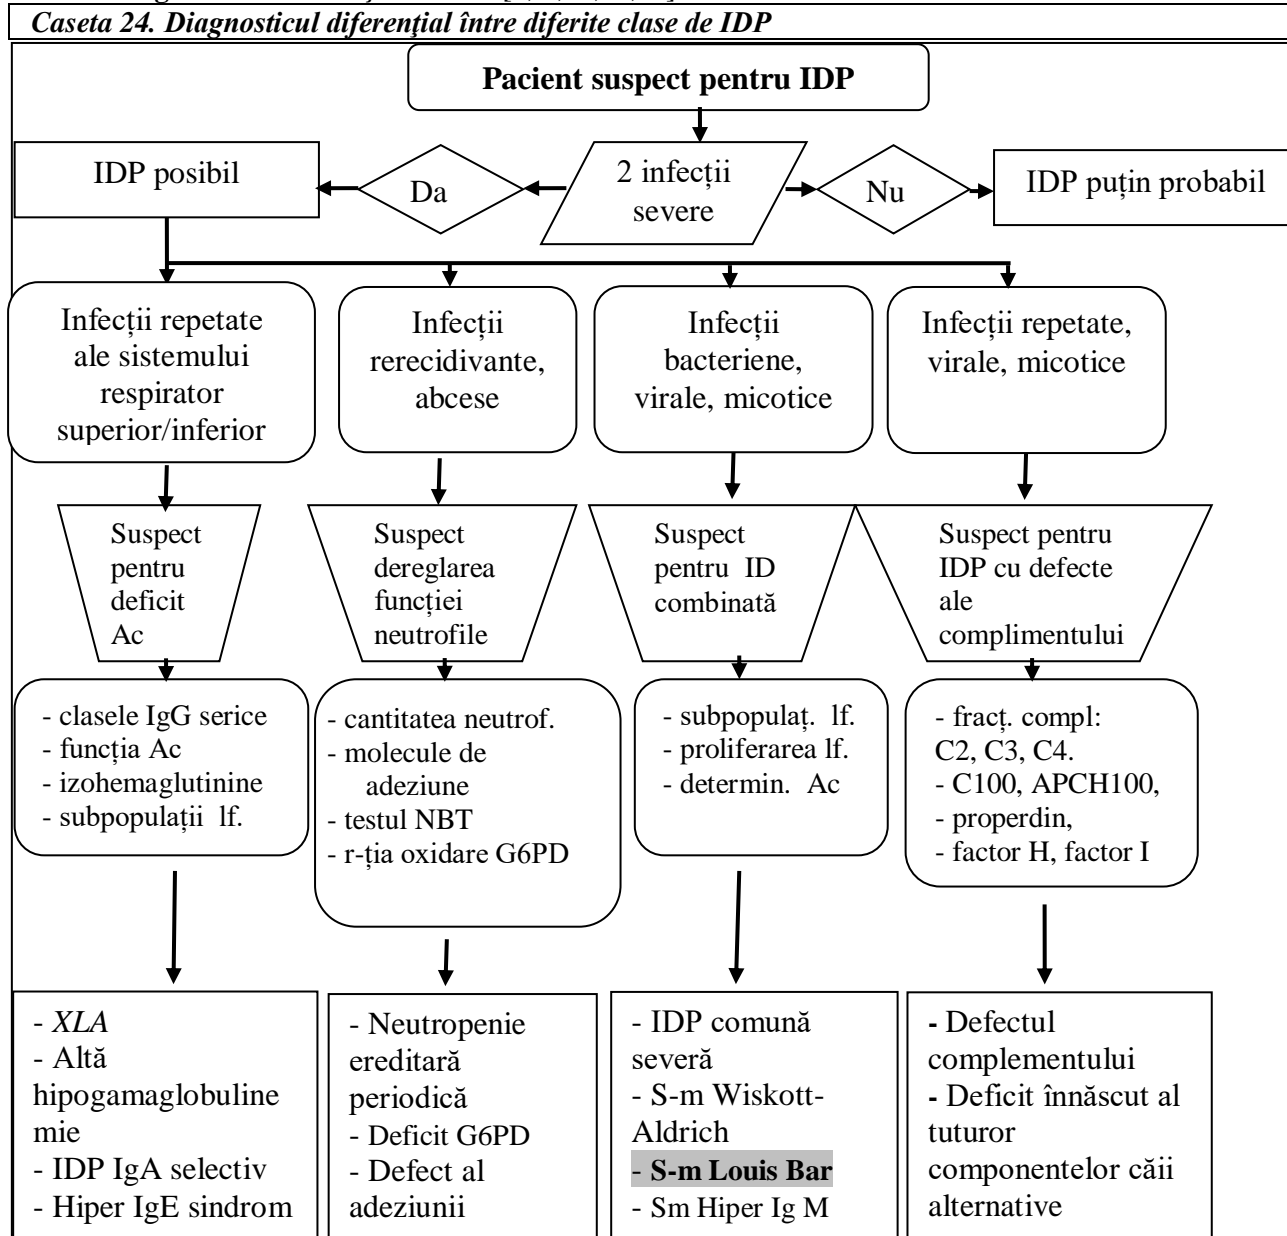 Caseta 24. Diagnosticul diferenţial între diferite clase de IDP
Pacient suspect pentru IDP
IDP posibil
Da
2 infecții
severe
Nu
IDP puțin probabil
Infecții repetate
ale sistemului
respirator
superior/inferior
Infecții
rerecidivante,
abcese
Infecții
bacteriene,
virale, micotice
Infecții repetate,
virale, micotice
Suspect
pentru
deficit
Ac
Suspect
dereglarea
funcției
neutrofile
Suspect
pentru ID
combinată
Suspect pentru
IDP cu defecte
ale
complimentului
- clasele IgG serice
- funcția Ac
- izohemaglutinine
- subpopulații lf.
- cantitatea neutrof.
- molecule de
adeziune
- testul NBT
- r-ția oxidare G6PD
- subpopulaț. lf.
- proliferarea lf.
- determin. Ac
- fracț. compl:
C2, C3, C4.
- C100, APCH100,
- properdin,
- factor H, factor I
- XLA
- Altă
hipogamaglobuline
mie
- IDP IgA selectiv
- Hiper IgE sindrom
- Neutropenie
ereditară
periodică
- Deficit G6PD
- Defect al
adeziunii
- IDP comună
severă
- S-m Wiskott-
Aldrich
- S-m Louis Bar
- Sm Hiper Ig M
- Defectul
complementului
- Deficit înnăscut al
tuturor
componentelor căii
alternative